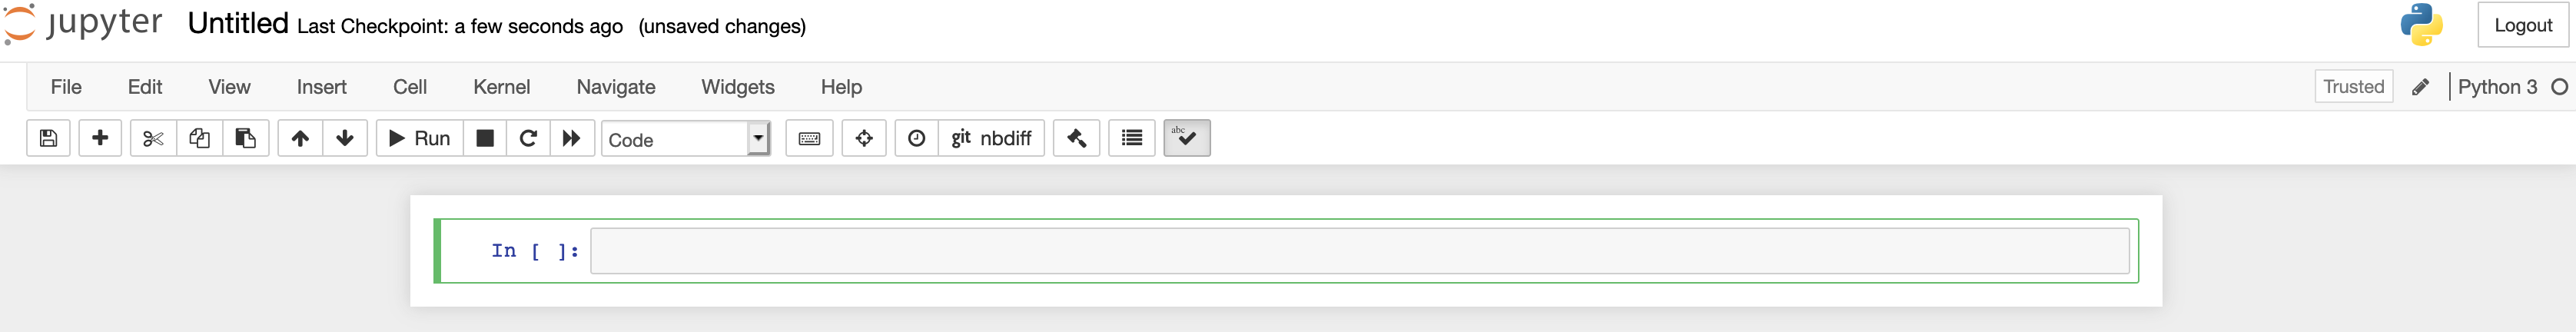 jupyter Untitled Last Checkpoint: a few seconds ago (unsaved changes) Logout
File Edit View Insert Cell Kernel Navigate Widgets Help Trusted Python 3
Run Code git nbdiff abc
In [ ]: